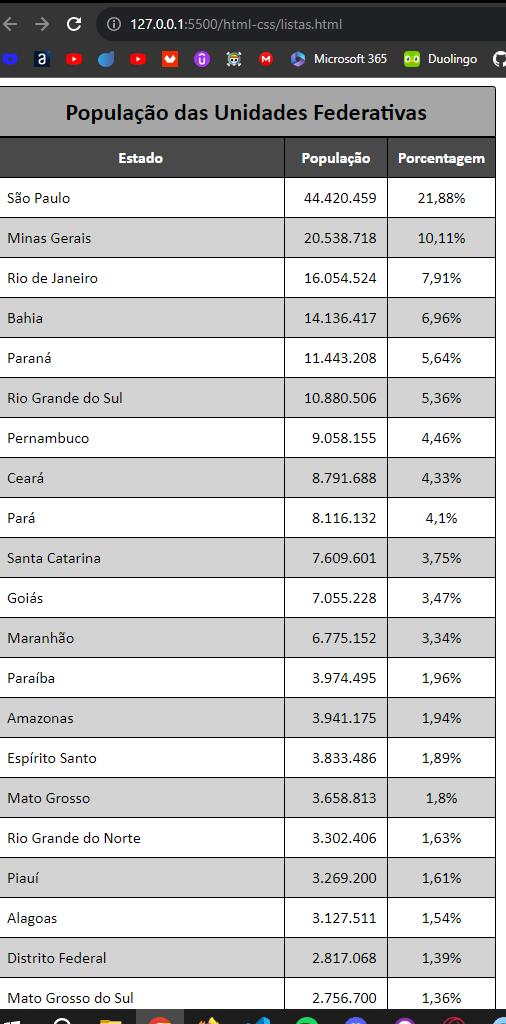 127.0.0.1:5500/html-css/listas.html
Microsoft 365 Duolingo
População das Unidades Federativas
Estado População Porcentagem
São Paulo 44.420.459 21,88%
Minas Gerais 20.538.718 10,11%
Rio de Janeiro 16.054.524 7,91%
Bahia 14.136.417 6,96%
Paraná 11.443.208 5,64%
Rio Grande do Sul 10.880.506 5,36%
Pernambuco 9.058.155 4,46%
Ceará 8.791.688 4,33%
Pará 8.116.132 4,1%
Santa Catarina 7.609.601 3,75%
Goiás 7.055.228 3,47%
Maranhão 6.775.152 3,34%
Paraíba 3.974.495 1,96%
Amazonas 3.941.175 1,94%
Espírito Santo 3.833.486 1,89%
Mato Grosso 3.658.813 1,8%
Rio Grande do Norte 3.302.406 1,63%
Piauí 3.269.200 1,61%
Alagoas 3.127.511 1,54%
Distrito Federal 2.817.068 1,39%
Mato Grosso do Sul 2.756.700 1,36%